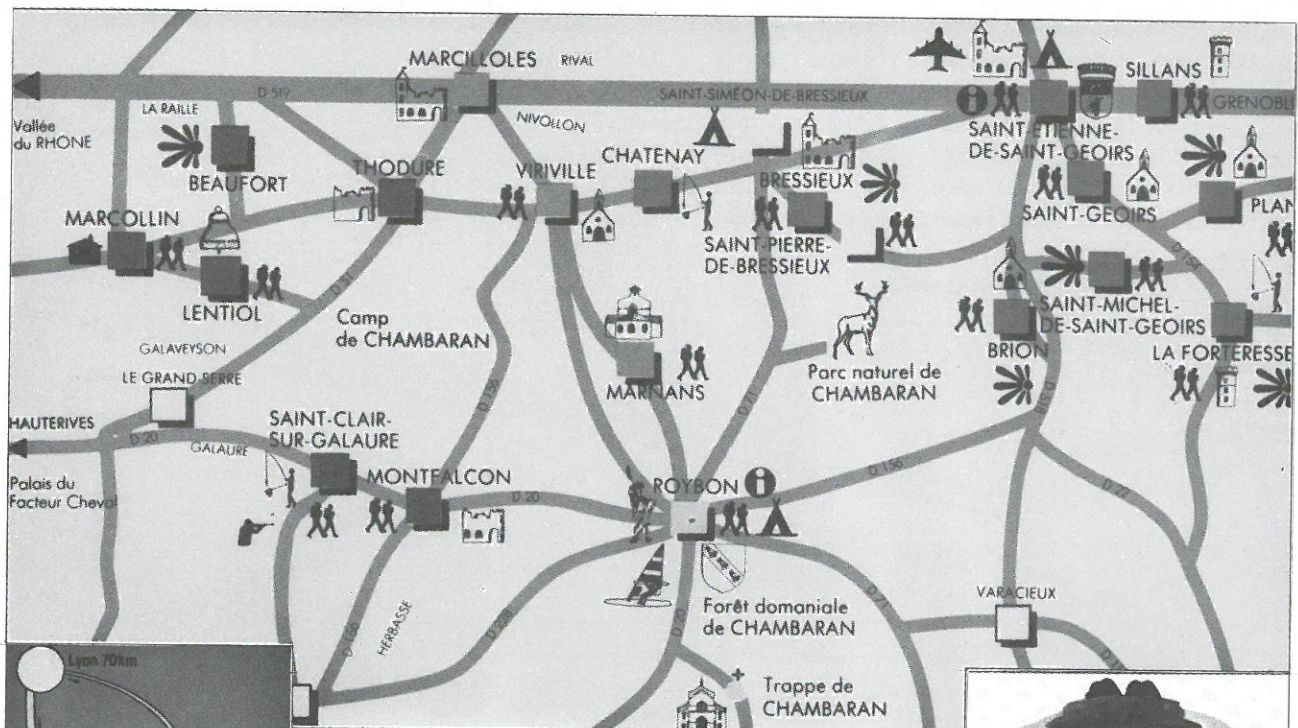 MARCILLOLES
RIVAL
D 519
LA RAILLE
SAINT-SIMÉON-DE-BRESSIEUX
SILLANS
GRENOBLE
Vallée
du RHONE
NIVOLLON
SAINT-ETIENNE-
DE-SAINT-GEOIRS
BEAUFORT
THODURE
VIRIVILLE
CHATENAY
BRESSIEUX
SAINT-GEOIRS
PLAN
MARCOLLIN
SAINT-PIERRE-
DE-BRESSIEUX
D 154
LENTIOL
D 51
SAINT-MICHEL-
DE-SAINT-GEOIRS
Camp
de CHAMBARAN
GALAVEYSON
BRION
LA FORTERESSE
LE GRAND-SERRE
MARNANS
Parc naturel de
CHAMBARAN
D 156
D 71
D 518
HAUTERIVES
D 20
SAINT-CLAIR-
SUR-GALAURE
GALAURE
Palais du
Facteur Cheval
MONTFALCON
D 20
ROYBON
D 156
D 22
D 156
HERBASSE
D 20
Forêt domaniale
de CHAMBARAN
D 71
VARACIEUX
Lyon 70km
Trappe de
CHAMBARAN